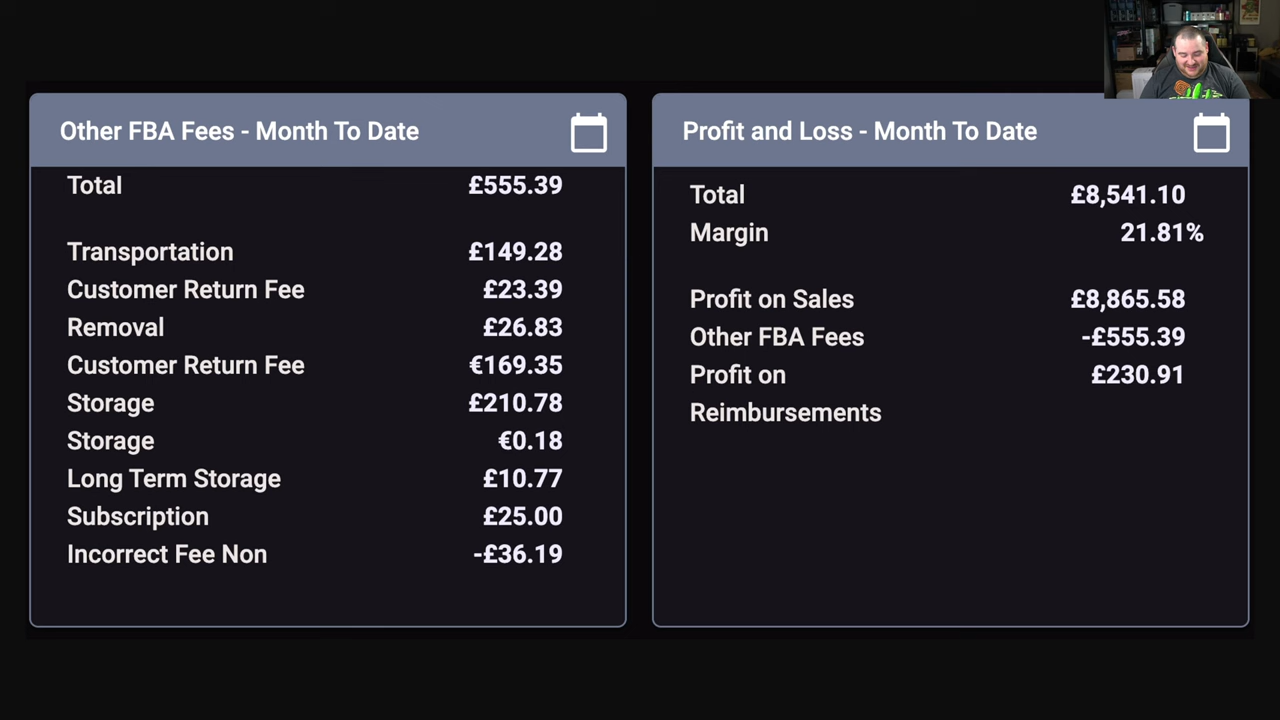 Other FBA Fees - Month To Date
Total £555.39
Transportation £149.28
Customer Return Fee £23.39
Removal £26.83
Customer Return Fee €169.35
Storage £210.78
Storage €0.18
Long Term Storage £10.77
Subscription £25.00
Incorrect Fee Non -£36.19
Profit and Loss - Month To Date
Total £8,541.10
Margin 21.81%
Profit on Sales £8,865.58
Other FBA Fees -£555.39
Profit on £230.91
Reimbursements